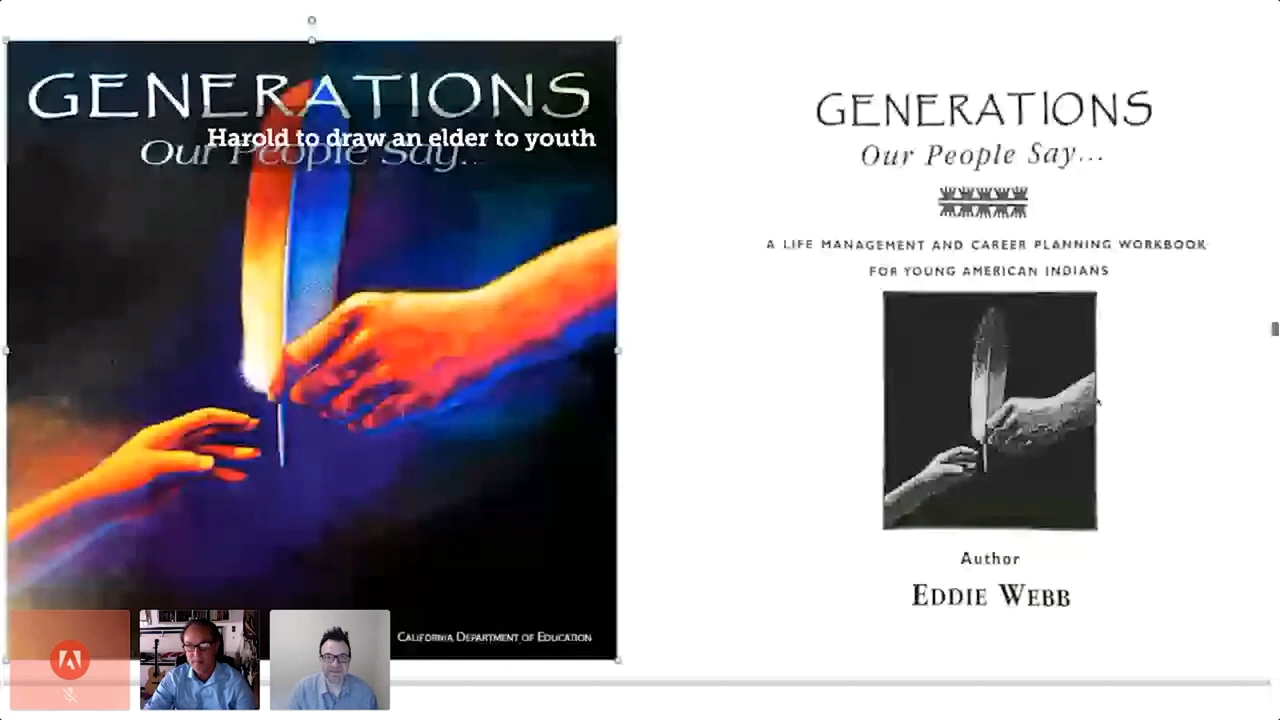 GENERATIONS
Harold to draw an elder to youth
Our People Say...
CALIFORNIA DEPARTMENT OF EDUCATION
GENERATIONS
Our People Say...
A LIFE MANAGEMENT AND CAREER PLANNING WORKBOOK
FOR YOUNG AMERICAN INDIANS
Author
EDDIE WEBB